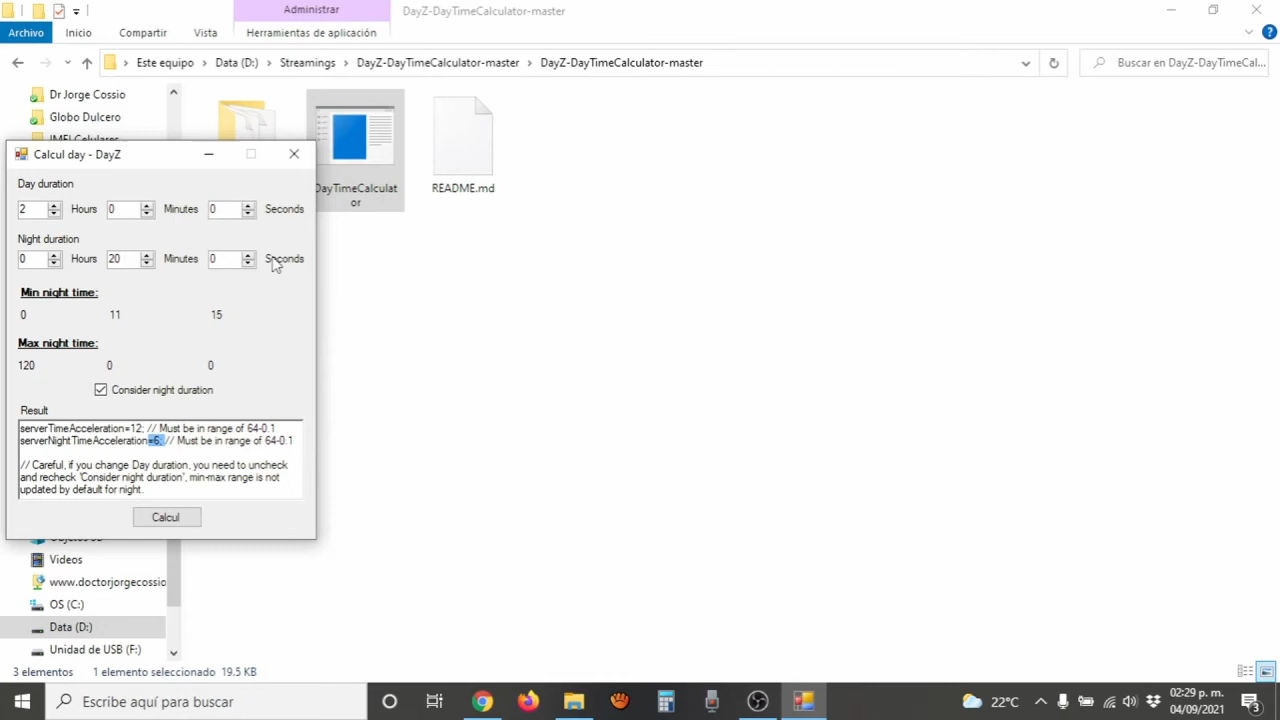 Administrar
DayZ-DayTimeCalculator-master
Archivo
Inicio
Compartir
Vista
Herramientas de aplicación
Este equipo
Data (D:)
Streamings
DayZ-DayTimeCalculator-master
DayZ-DayTimeCalculator-master
Buscar en DayZ-DayTimeCal...
Dr Jorge Cossio
Globo Dulcero
IMEI Celulares
Calcul day - DayZ
Day duration
2 Hours 0 Minutes 0 Seconds
Night duration
0 Hours 20 Minutes 0 Seconds
Min night time:
0 11 15
Max night time:
120 0 0
Consider night duration
Result
serverTimeAcceleration=12; // Must be in range of 64-0.1
serverNightTimeAcceleration=6; // Must be in range of 64-0.1
// Careful, if you change Day duration, you need to uncheck
and recheck 'Consider night duration', min-max range is not
updated by default for night.
Calcul
DayTimeCalculat
or
README.md
Videos
www.doctorjorgecossio
OS (C:)
Data (D:)
Unidad de USB (F:)
3 elementos
1 elemento seleccionado 19.5 KB
Escribe aquí para buscar
22°C
02:29 p. m.
04/09/2021
3